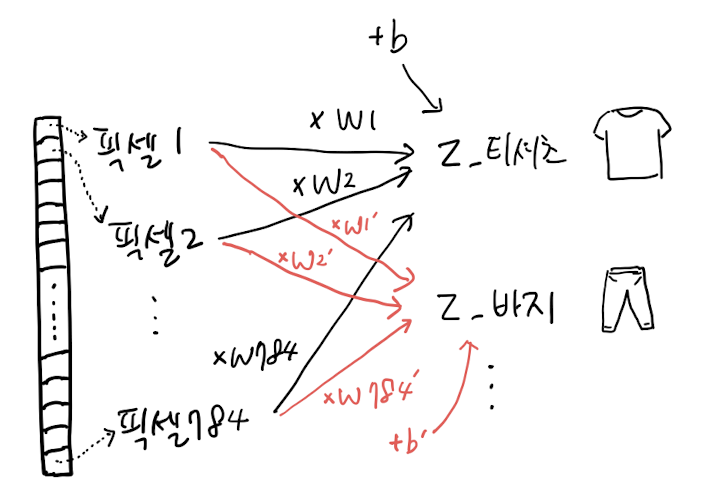 +b
픽셀1
×W1
Z_티셔츠
×W2
픽셀2
×W1'
×W2'
Z_바지
×W784
×W784'
픽셀784
+b'